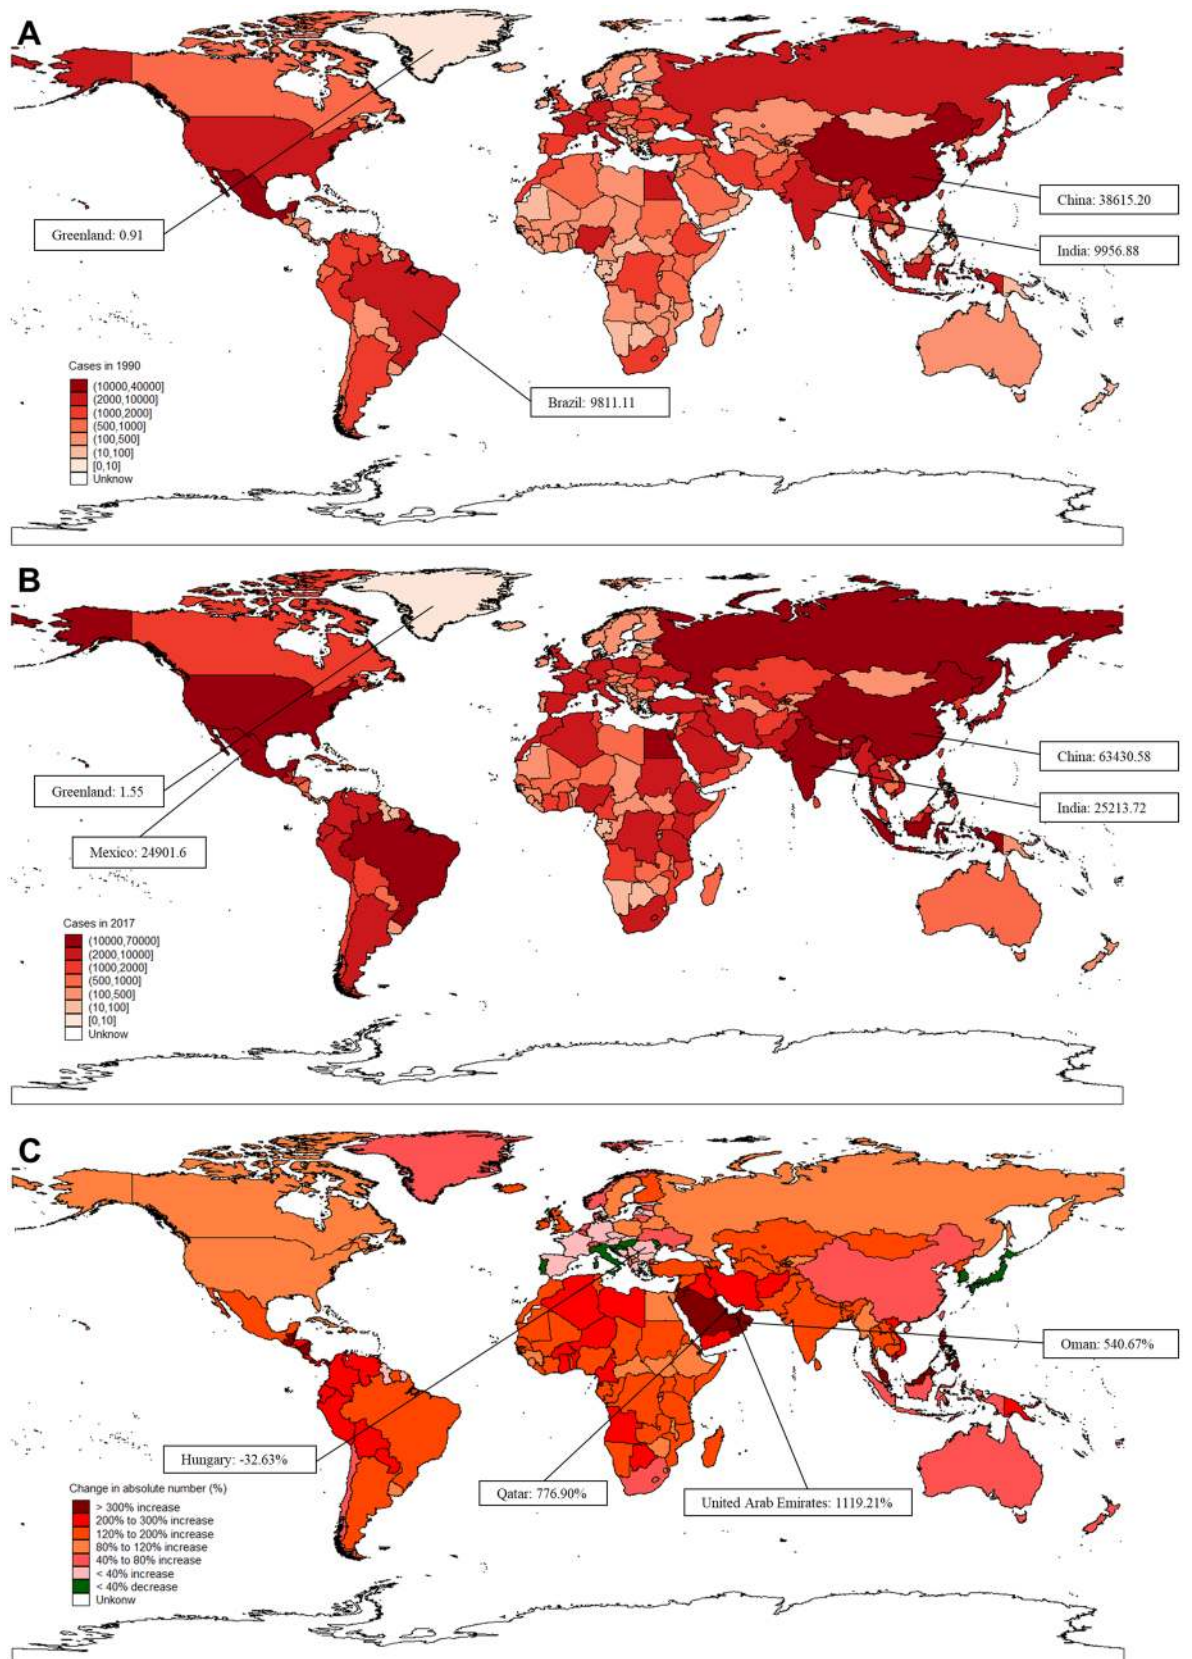 A
China: 38615.20
Greenland: 0.91
India: 9956.88
Cases in 1990
Brazil: 9811.11
(10000,40000]
(2000,10000]
(1000,2000]
(500,1000]
(100,500]
(10,100]
[0,10]
Unknow
B
China: 63430.58
Greenland: 1.55
India: 25213.72
Mexico: 24901.6
Cases in 2017
(10000,70000]
(2000,10000]
(1000,2000]
(500,1000]
(100,500]
(10,100]
[0,10]
Unknow
C
Oman: 540.67%
Hungary: -32.63%
Qatar: 776.90%
United Arab Emirates: 1119.21%
Change in absolute number (%)
> 300% increase
200% to 300% increase
120% to 200% increase
80% to 120% increase
40% to 80% increase
< 40% increase
< 40% decrease
Unkonw